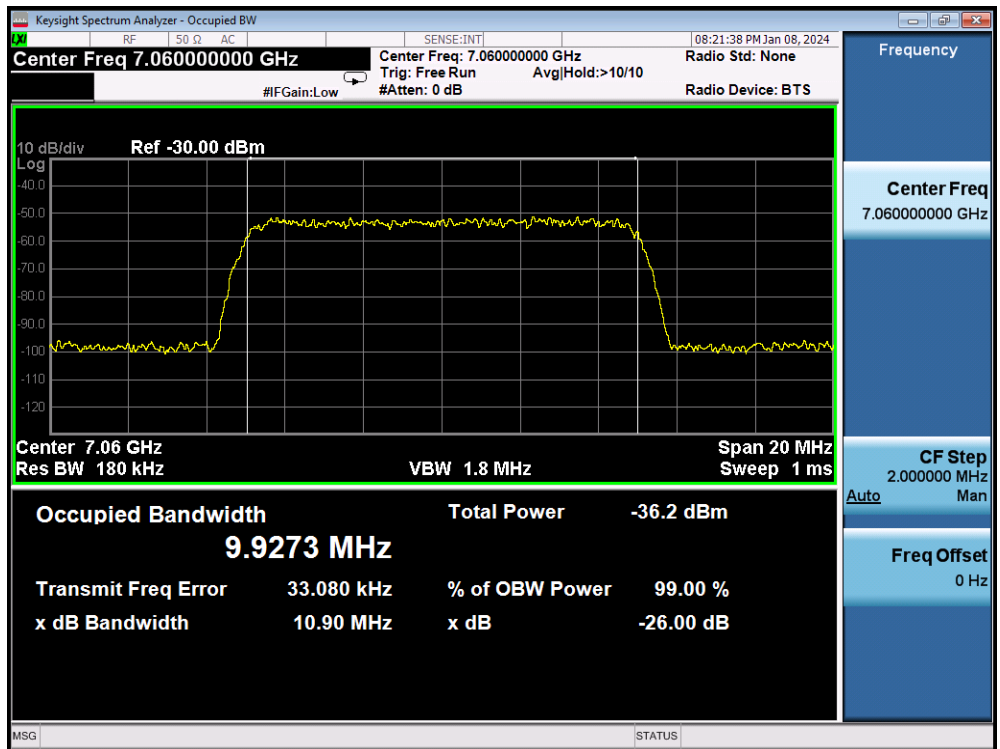 Keysight Spectrum Analyzer - Occupied BW
LXI RF 50 Ω AC SENSE:INT 08:21:38 PM Jan 08, 2024
Center Freq 7.060000000 GHz
#IFGain:Low
Center Freq: 7.060000000 GHz
Trig: Free Run Avg|Hold:>10/10
#Atten: 0 dB
Radio Std: None
Radio Device: BTS
10 dB/div Ref -30.00 dBm
Log
-40.0
-50.0
-60.0
-70.0
-80.0
-90.0
-100
-110
-120
Center 7.06 GHz Span 20 MHz
Res BW 180 kHz VBW 1.8 MHz Sweep 1 ms
Occupied Bandwidth Total Power -36.2 dBm
9.9273 MHz
Transmit Freq Error 33.080 kHz % of OBW Power 99.00 %
x dB Bandwidth 10.90 MHz x dB -26.00 dB
Frequency
Center Freq
7.060000000 GHz
CF Step
2.000000 MHz
Auto Man
Freq Offset
0 Hz
MSG STATUS